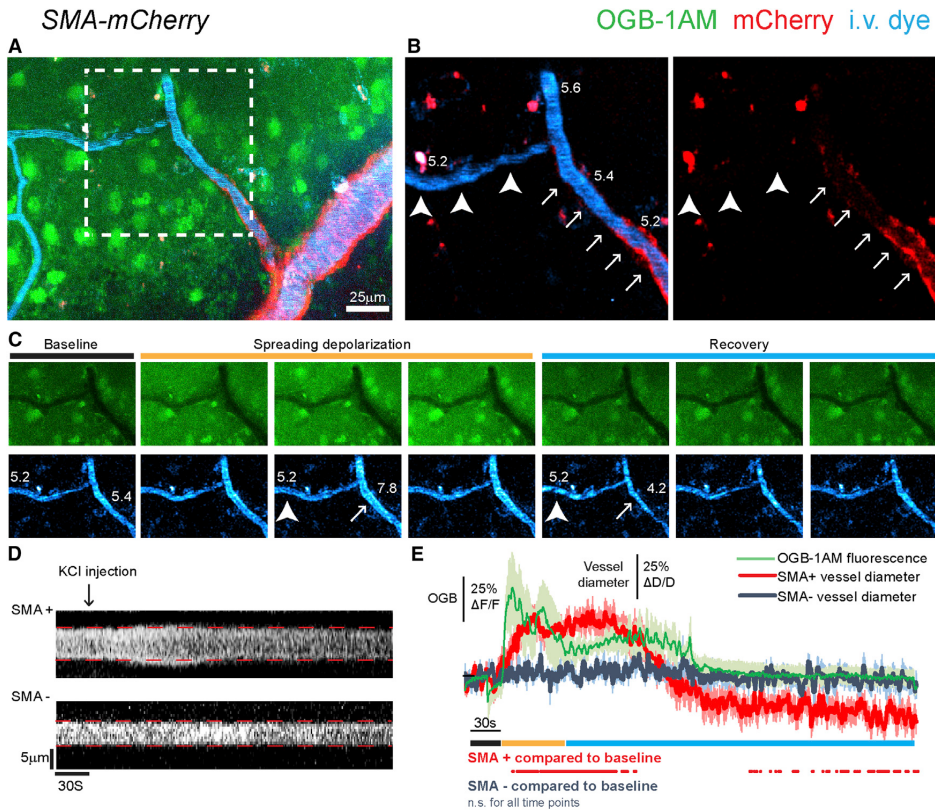 SMA-mCherry
OGB-1AM mCherry i.v. dye
A
25µm
B
5.6
5.2
5.4
5.2
C
Baseline
Spreading depolarization
Recovery
5.2
5.4
5.2
7.8
5.2
4.2
D
KCl injection
SMA +
SMA -
5µm
30S
E
OGB
25%
ΔF/F
Vessel
diameter
25%
ΔD/D
OGB-1AM fluorescence
SMA+ vessel diameter
SMA- vessel diameter
30s
SMA + compared to baseline
SMA - compared to baseline
n.s. for all time points